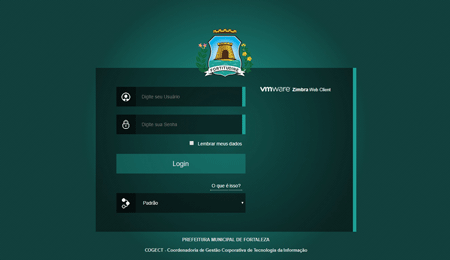 FORTITUDINE
vmware Zimbra Web Client
Digite seu Usuário
Digite sua Senha
Lembrar meus dados
Login
O que é isso?
Padrão
PREFEITURA MUNICIPAL DE FORTALEZA
COGECT - Coordenadoria de Gestão Corporativa de Tecnologia da Informação